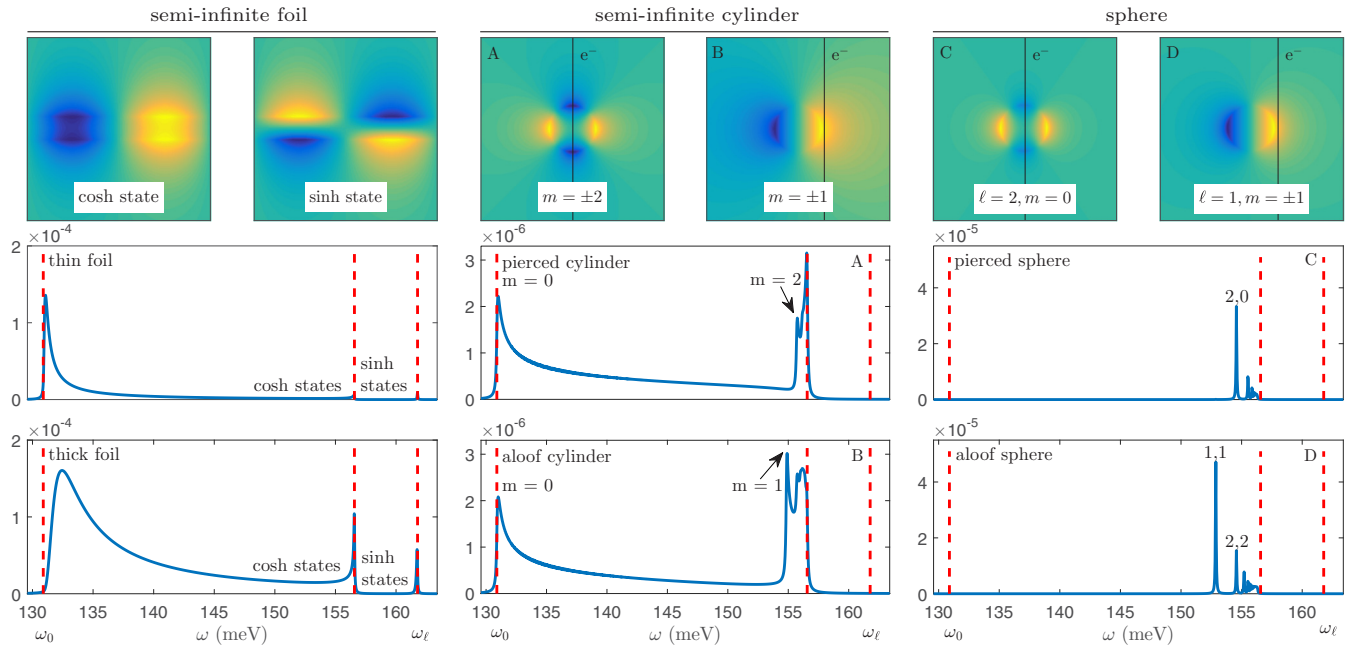 semi-infinite foil
semi-infinite cylinder
sphere
cosh state
sinh state
A
e⁻
m = ±2
B
e⁻
m = ±1
C
e⁻
ℓ = 2, m = 0
D
e⁻
ℓ = 1, m = ±1
×10⁻⁴
2
1
0
thin foil
cosh states
sinh
states
×10⁻⁶
3
2
1
0
pierced cylinder
m = 0
m = 2
A
×10⁻⁵
4
2
0
pierced sphere
2,0
C
×10⁻⁴
2
1
0
thick foil
cosh states
sinh
states
130 135 140 145 150 155 160
ω₀ ω (meV) ωℓ
×10⁻⁶
3
2
1
0
aloof cylinder
m = 0
m = 1
B
130 135 140 145 150 155 160
ω₀ ω (meV) ωℓ
×10⁻⁵
4
2
0
aloof sphere
1,1
2,2
D
130 135 140 145 150 155 160
ω₀ ω (meV) ωℓ